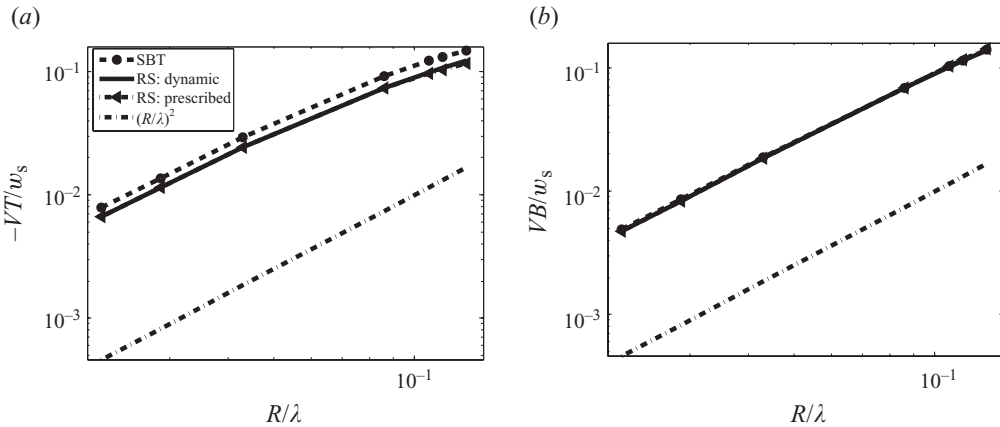 (a)
SBT
RS: dynamic
RS: prescribed
(R/λ)²
10⁻¹
10⁻²
10⁻³
−VT/wₛ
10⁻¹
R/λ
(b)
10⁻¹
10⁻²
10⁻³
VB/wₛ
10⁻¹
R/λ